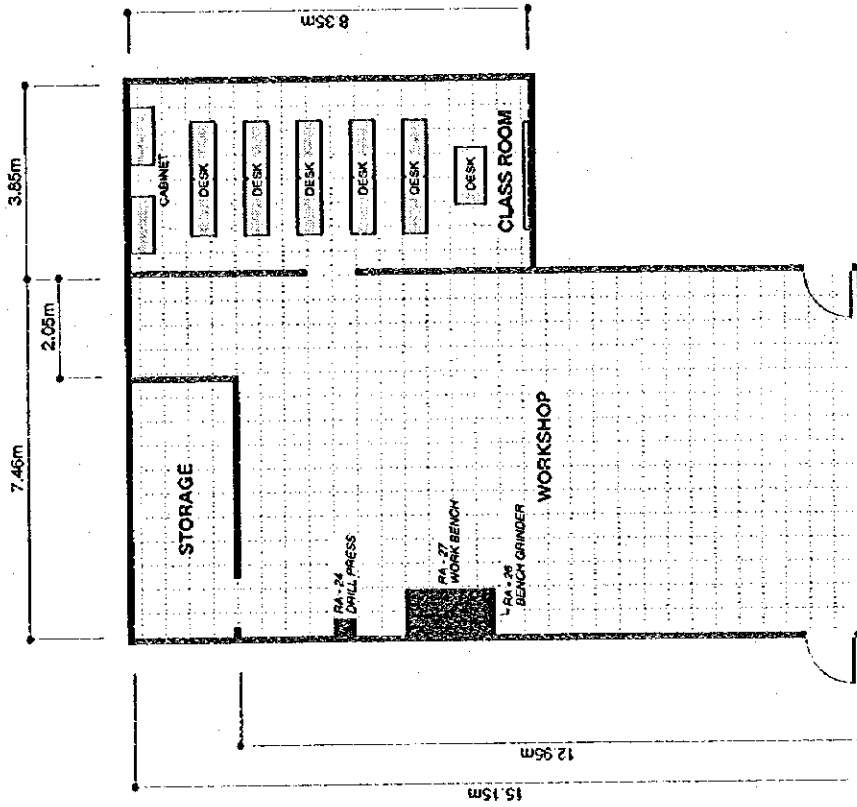 3.85m
7.46m
2.05m
8.35m
CABINET
DESK
DESK
DESK
DESK
DESK
DESK
CLASS ROOM
STORAGE
RA - 24
DRILL PRESS
RA - 27
WORK BENCH
RA - 26
BENCH GRINDER
WORKSHOP
12.95m
15.15m